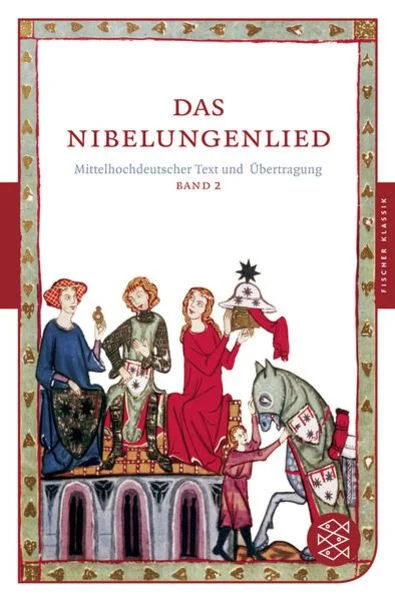 DAS
NIBELUNGENLIED
Mittelhochdeutscher Text und Übertragung
BAND 2
FISCHER KLASSIK